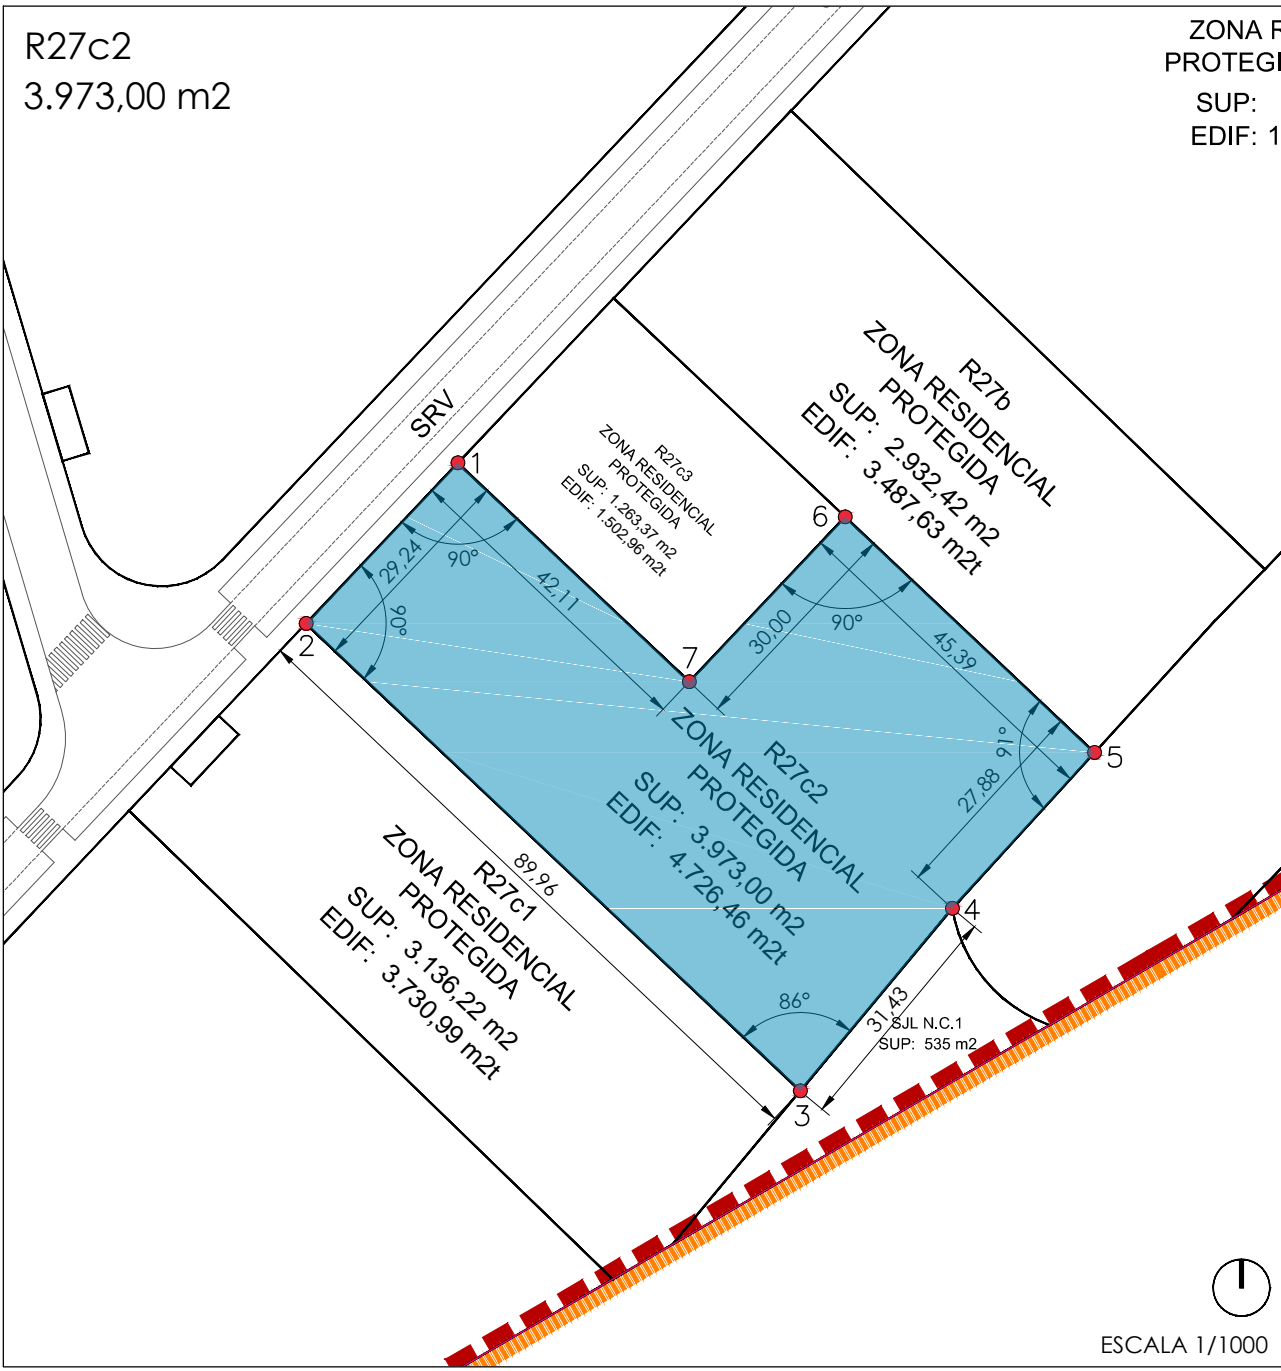 R27c2
3.973,00 m2
ZONA R
PROTEGI
SUP:
EDIF: 1
SRV
R27b
ZONA RESIDENCIAL
PROTEGIDA
SUP: 2.932,42 m2
EDIF: 3.487,63 m2t
R27c3
ZONA RESIDENCIAL
PROTEGIDA
SUP: 1.263,37 m2
EDIF: 1.502,96 m2t
1
6
29,24
90°
42,11
90°
30,00
90°
45,39
2
7
5
91°
27,88
R27c2
ZONA RESIDENCIAL
PROTEGIDA
SUP: 3.973,00 m2
EDIF: 4.726,46 m2t
89,96
R27c1
ZONA RESIDENCIAL
PROTEGIDA
SUP: 3.136,22 m2
EDIF: 3.730,99 m2t
4
86°
31,43
SJL N.C.1
SUP: 535 m2
3
ESCALA 1/1000